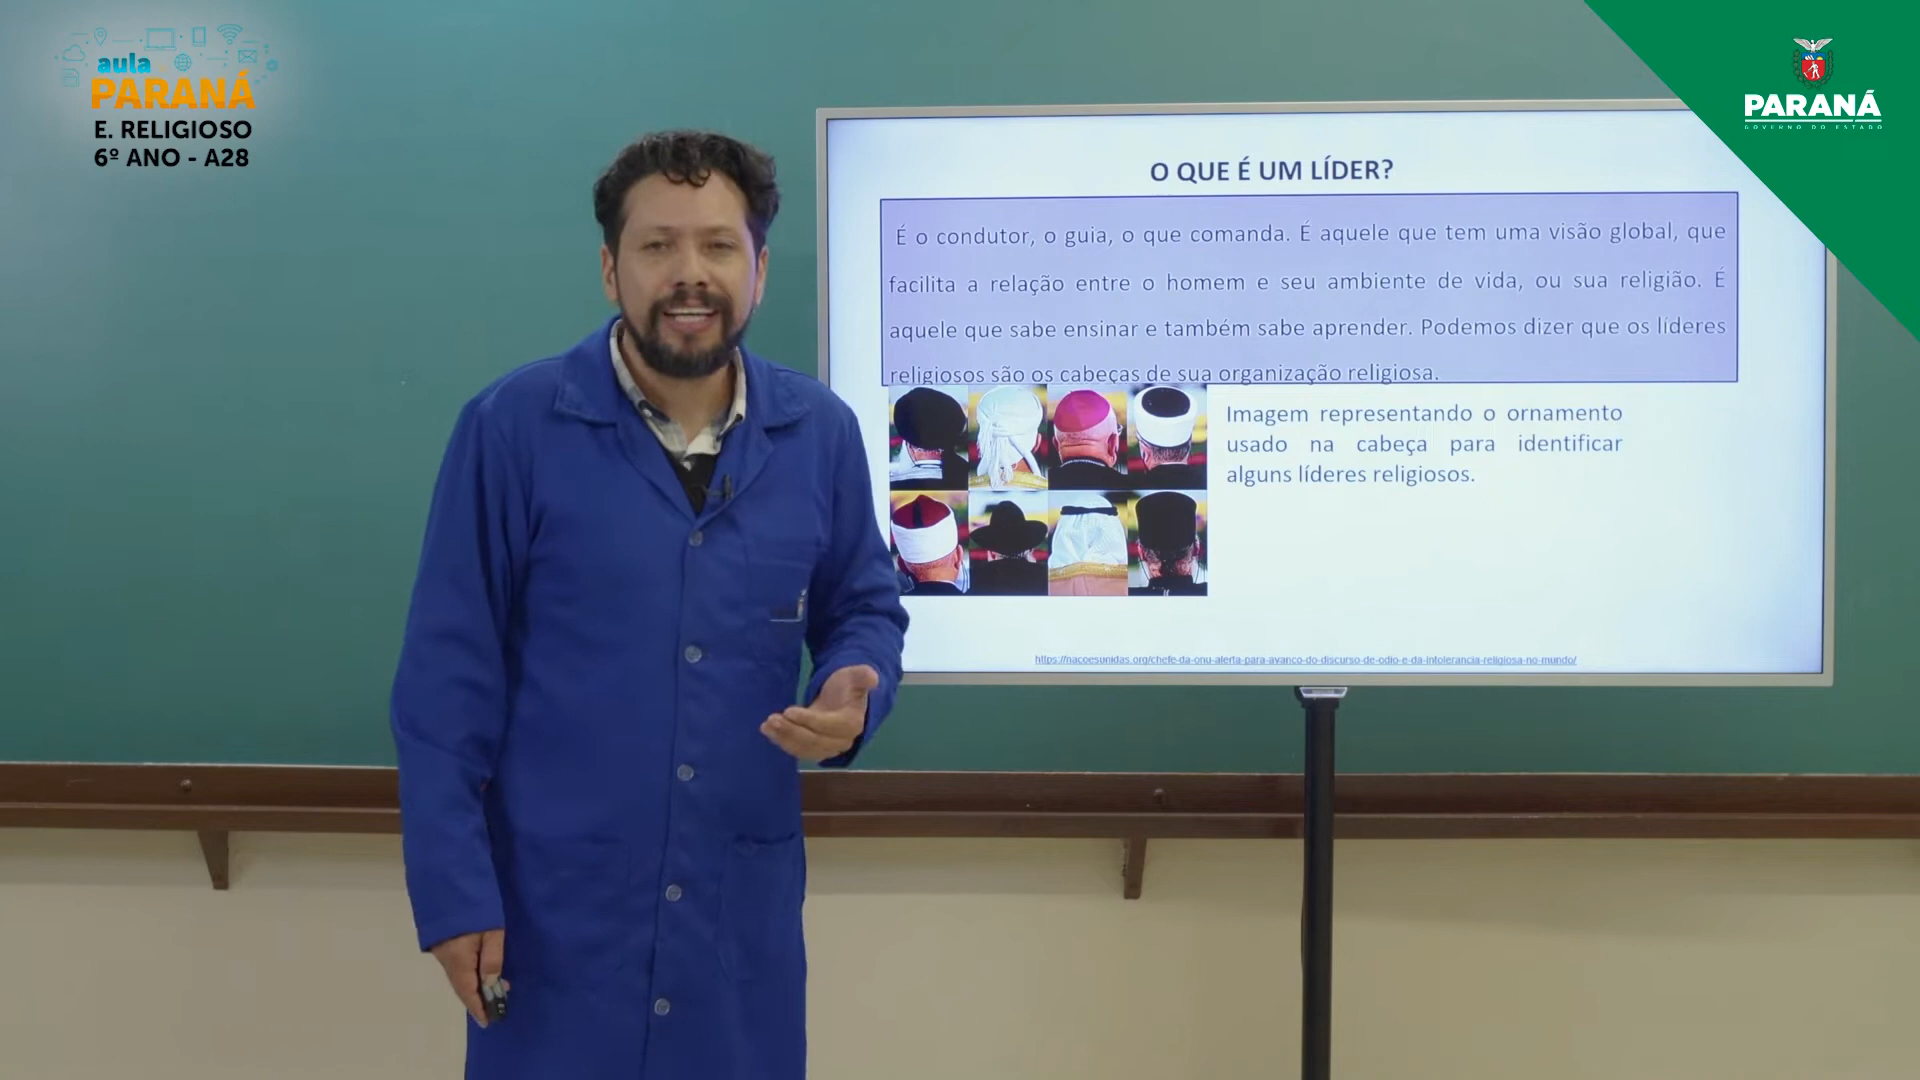 aula
PARANÁ
E. RELIGIOSO
6º ANO - A28
PARANÁ
GOVERNO DO ESTADO
O QUE É UM LÍDER?
É o condutor, o guia, o que comanda. É aquele que tem uma visão global, que
facilita a relação entre o homem e seu ambiente de vida, ou sua religião. É
aquele que sabe ensinar e também sabe aprender. Podemos dizer que os líderes
religiosos são os cabeças de sua organização religiosa.
Imagem representando o ornamento
usado na cabeça para identificar
alguns líderes religiosos.
https://nacoesunidas.org/chefe-da-onu-alerta-para-avanco-do-discurso-de-odio-e-da-intolerancia-religiosa-no-mundo/